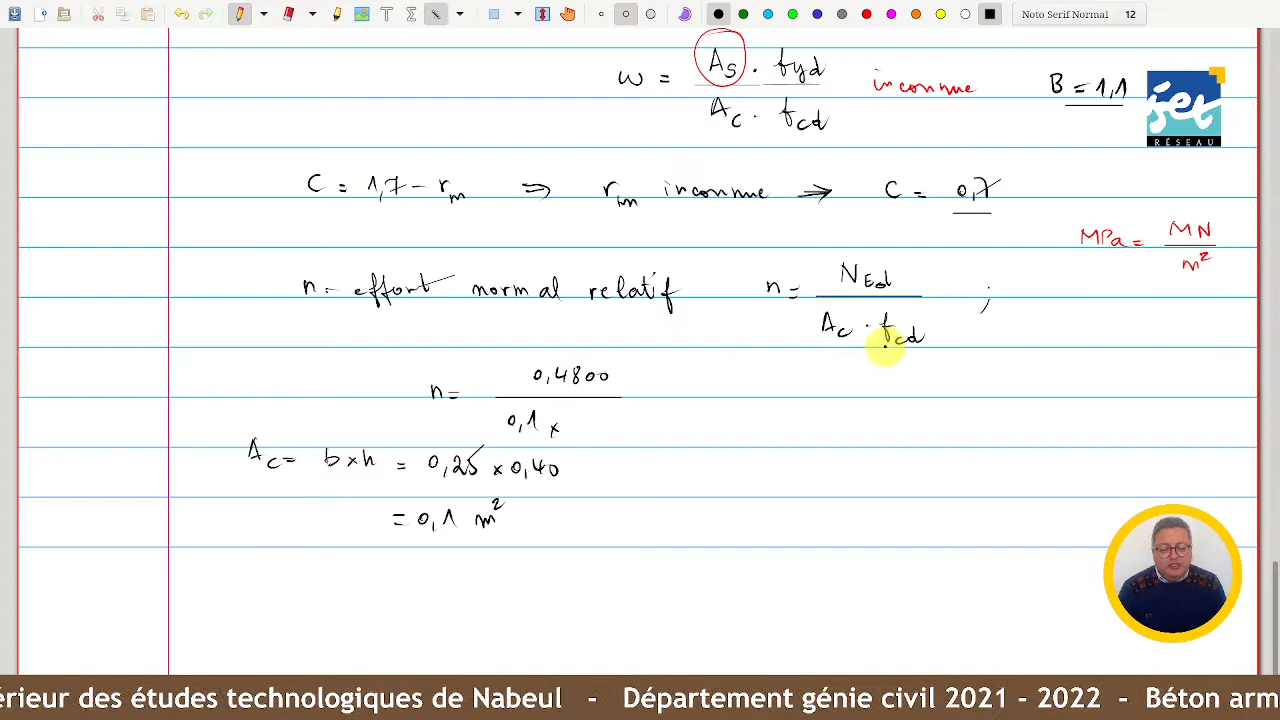 Noto Serif Normal 12
ω = As . fyd / Ac . fcd inconnue B = 1,1
iset
RÉSEAU
C = 1,7 - rm ⇒ rm inconnue ⇒ C = 0,7
MPa = MN / m²
n - effort normal relatif n = NEd / Ac . fcd ;
n = 0,4800 / 0,1 x
Ac = b x h = 0,25 x 0,40
= 0,1 m²
érieur des études technologiques de Nabeul - Département génie civil 2021 - 2022 - Béton arm